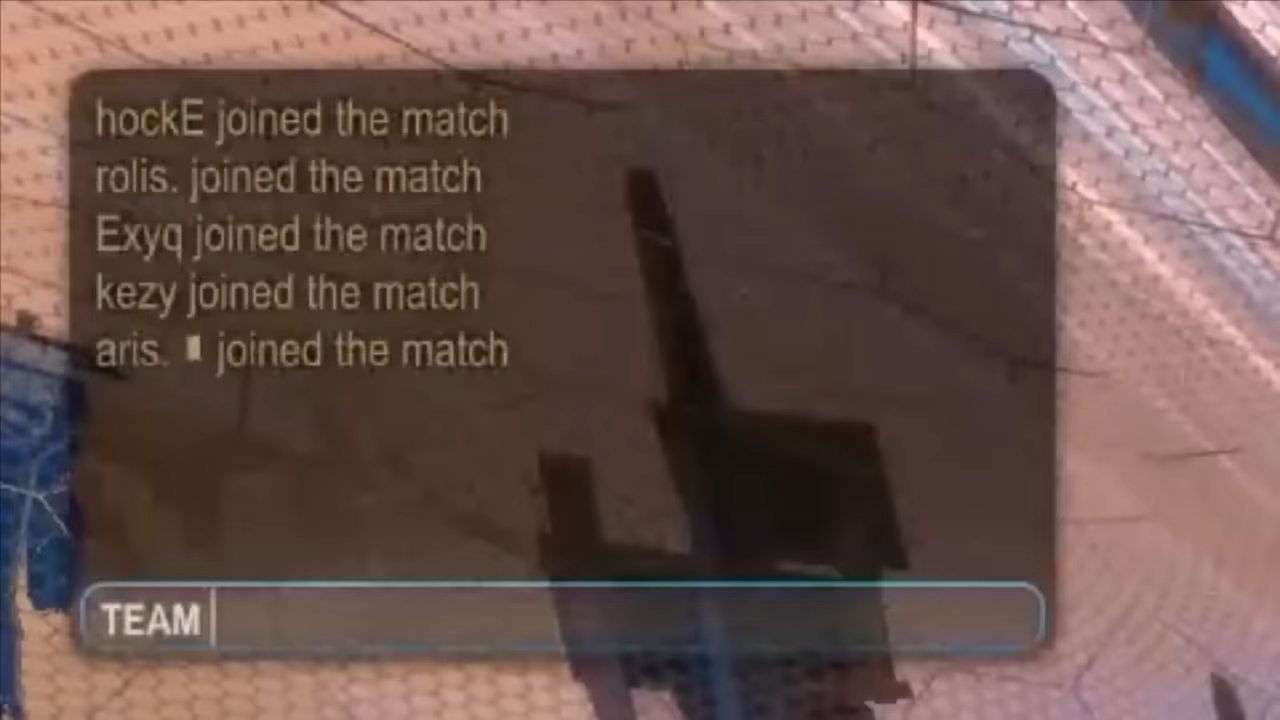 hockE joined the match
rolis. joined the match
Exyq joined the match
kezy joined the match
aris. ▮ joined the match
TEAM